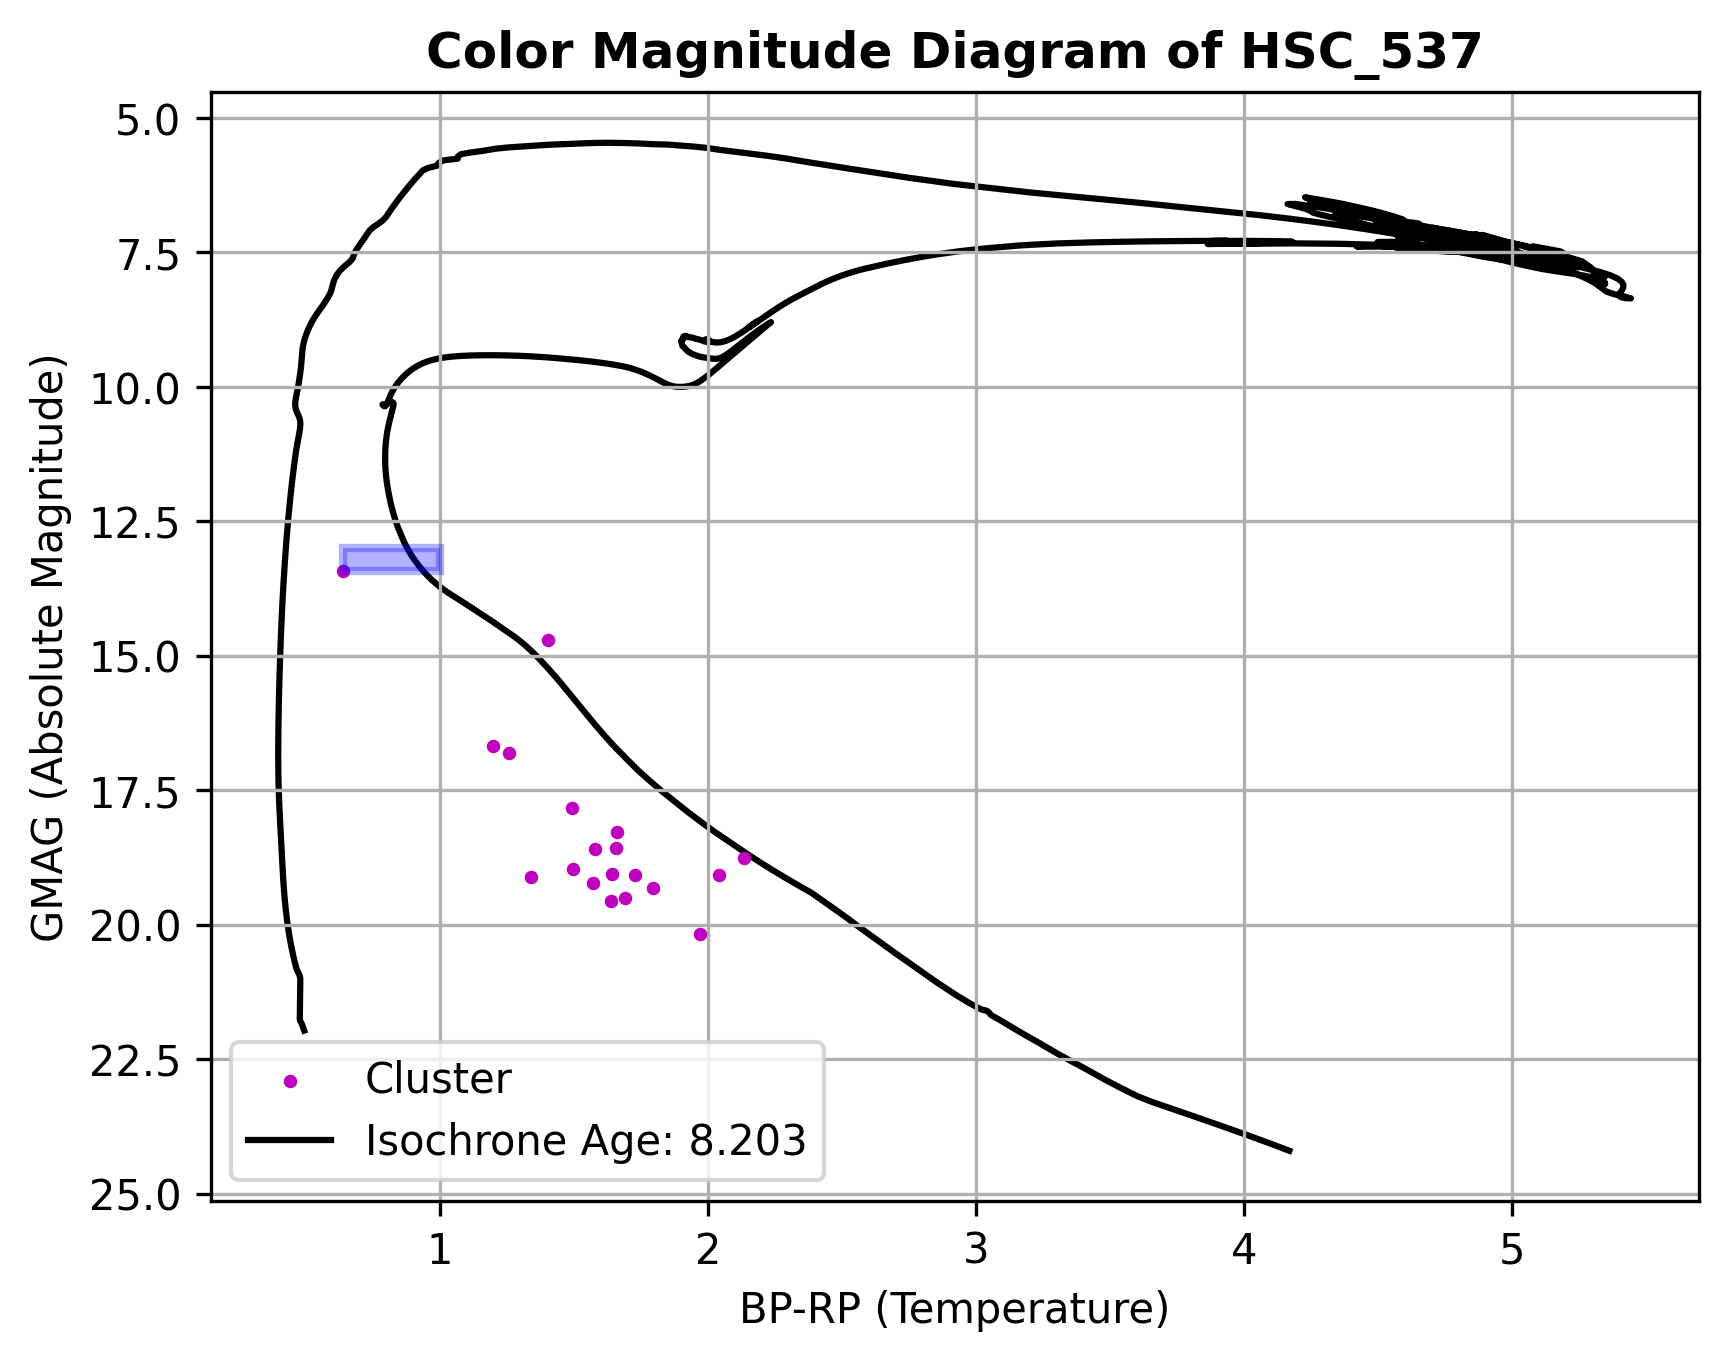 Color Magnitude Diagram of HSC_537
GMAG (Absolute Magnitude)
5.0
7.5
10.0
12.5
15.0
17.5
20.0
22.5
25.0
Cluster
Isochrone Age: 8.203
1 2 3 4 5
BP-RP (Temperature)